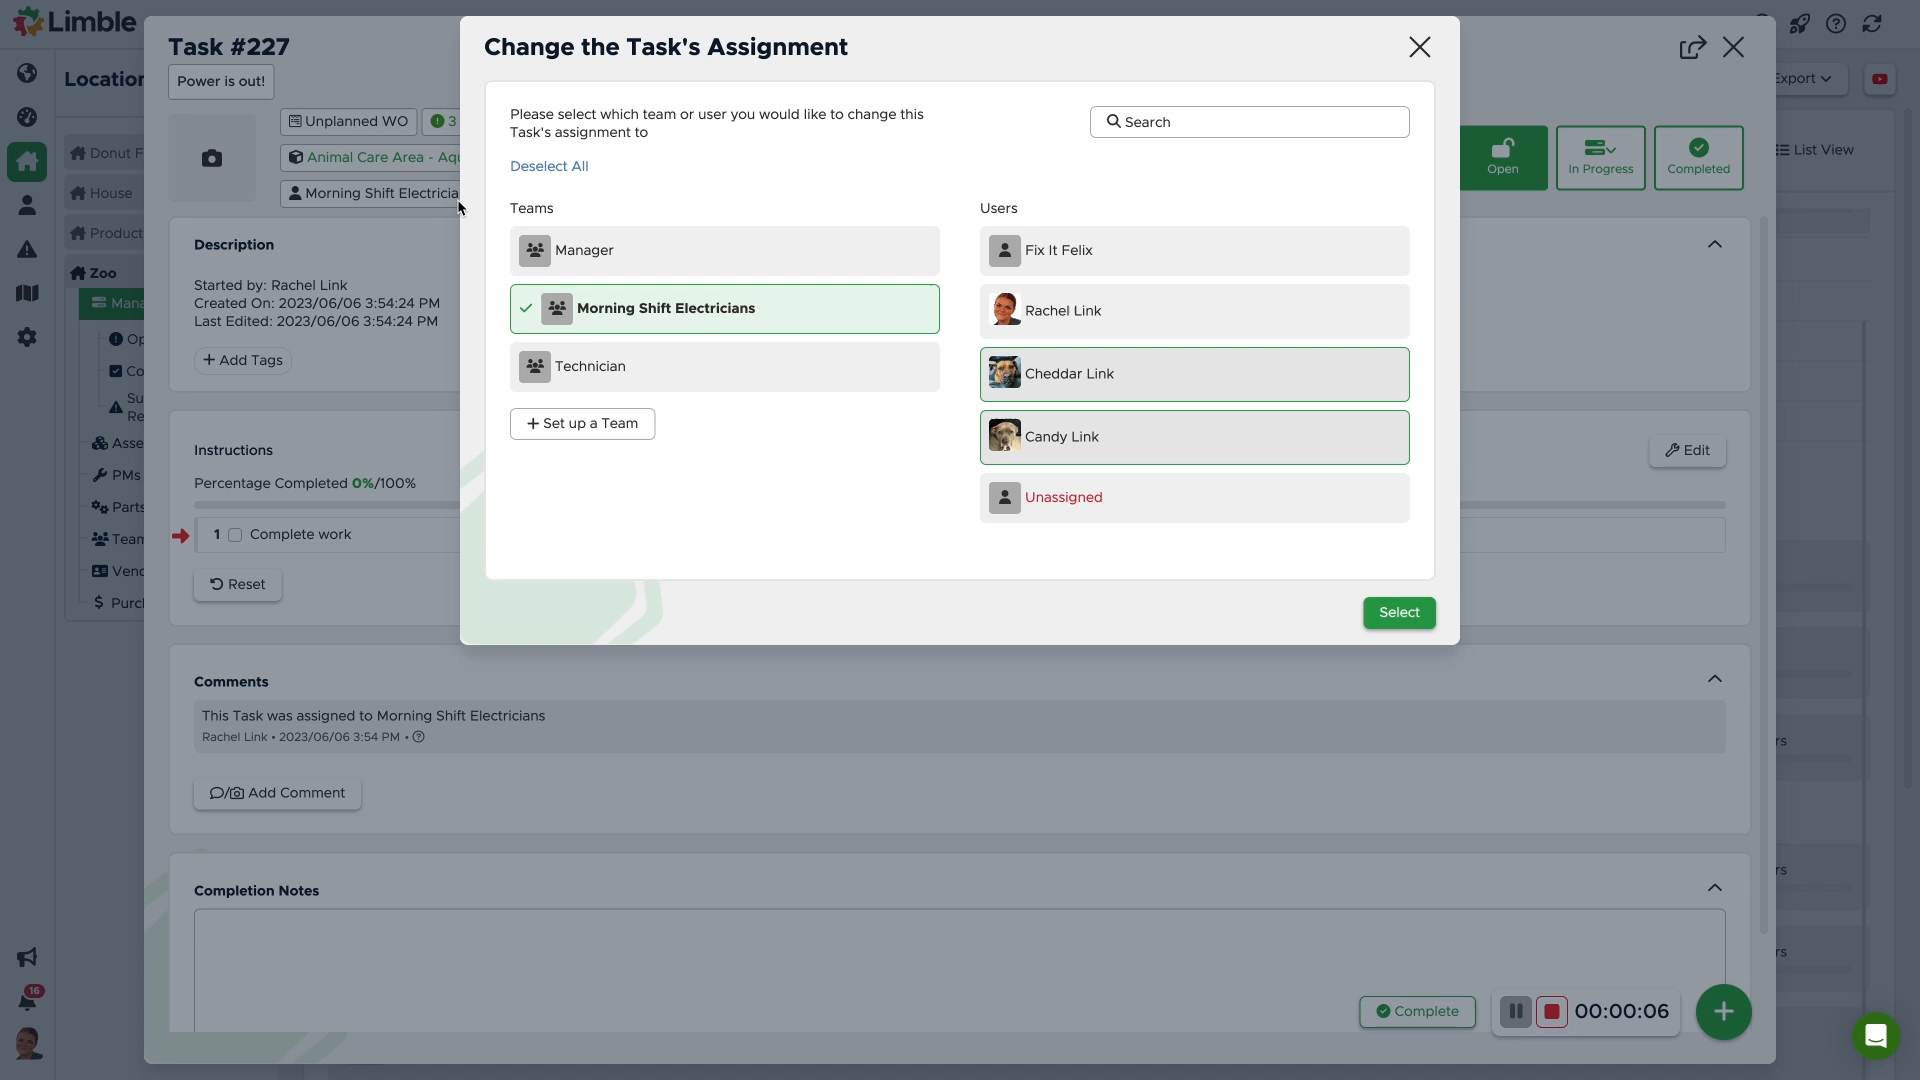 Limble
Task #227
Power is out!
Unplanned WO
3
Animal Care Area - Aqu
Morning Shift Electricia
Locatio
Donut F
House
Product
Zoo
Mana
Op
Co
Su
Re
Asse
PMs
Parts
Team
Vend
Purch
16
Description
Started by: Rachel Link
Created On: 2023/06/06 3:54:24 PM
Last Edited: 2023/06/06 3:54:24 PM
+ Add Tags
Instructions
Percentage Completed 0%/100%
1 Complete work
Reset
Edit
Change the Task's Assignment
Please select which team or user you would like to change this
Task's assignment to
Search
Deselect All
Teams
Manager
Morning Shift Electricians
Technician
+ Set up a Team
Users
Fix It Felix
Rachel Link
Cheddar Link
Candy Link
Unassigned
Select
Open
In Progress
Completed
Export
List View
Comments
This Task was assigned to Morning Shift Electricians
Rachel Link • 2023/06/06 3:54 PM •
/ Add Comment
Completion Notes
Complete
00:00:06
rs
rs
rs